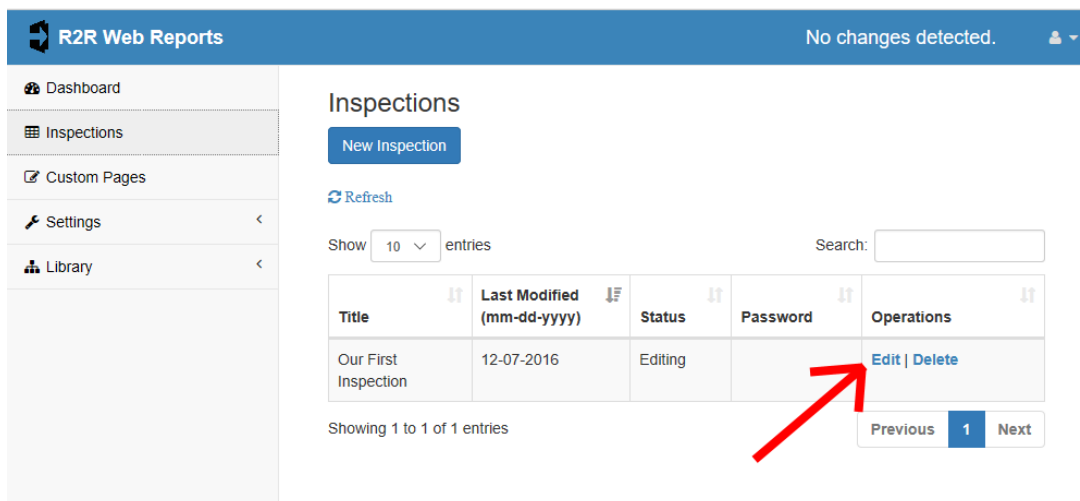 R2R Web Reports
No changes detected.
Dashboard
Inspections
Custom Pages
Settings
Library
Inspections
New Inspection
Refresh
Show 10 entries
Search:
Title
Last Modified
(mm-dd-yyyy)
Status
Password
Operations
Our First
Inspection
12-07-2016
Editing
Edit | Delete
Showing 1 to 1 of 1 entries
Previous 1 Next